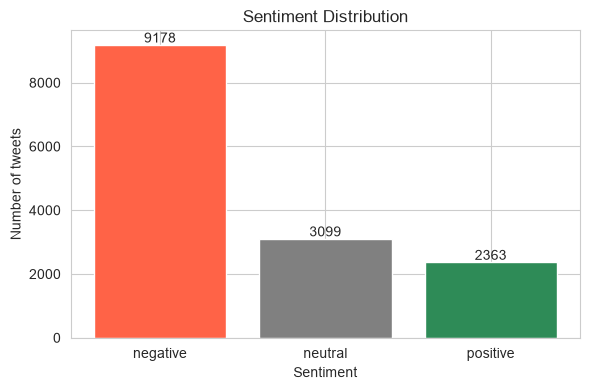 Sentiment Distribution
Number of tweets
8000
6000
4000
2000
0
9178
3099
2363
negative
neutral
positive
Sentiment